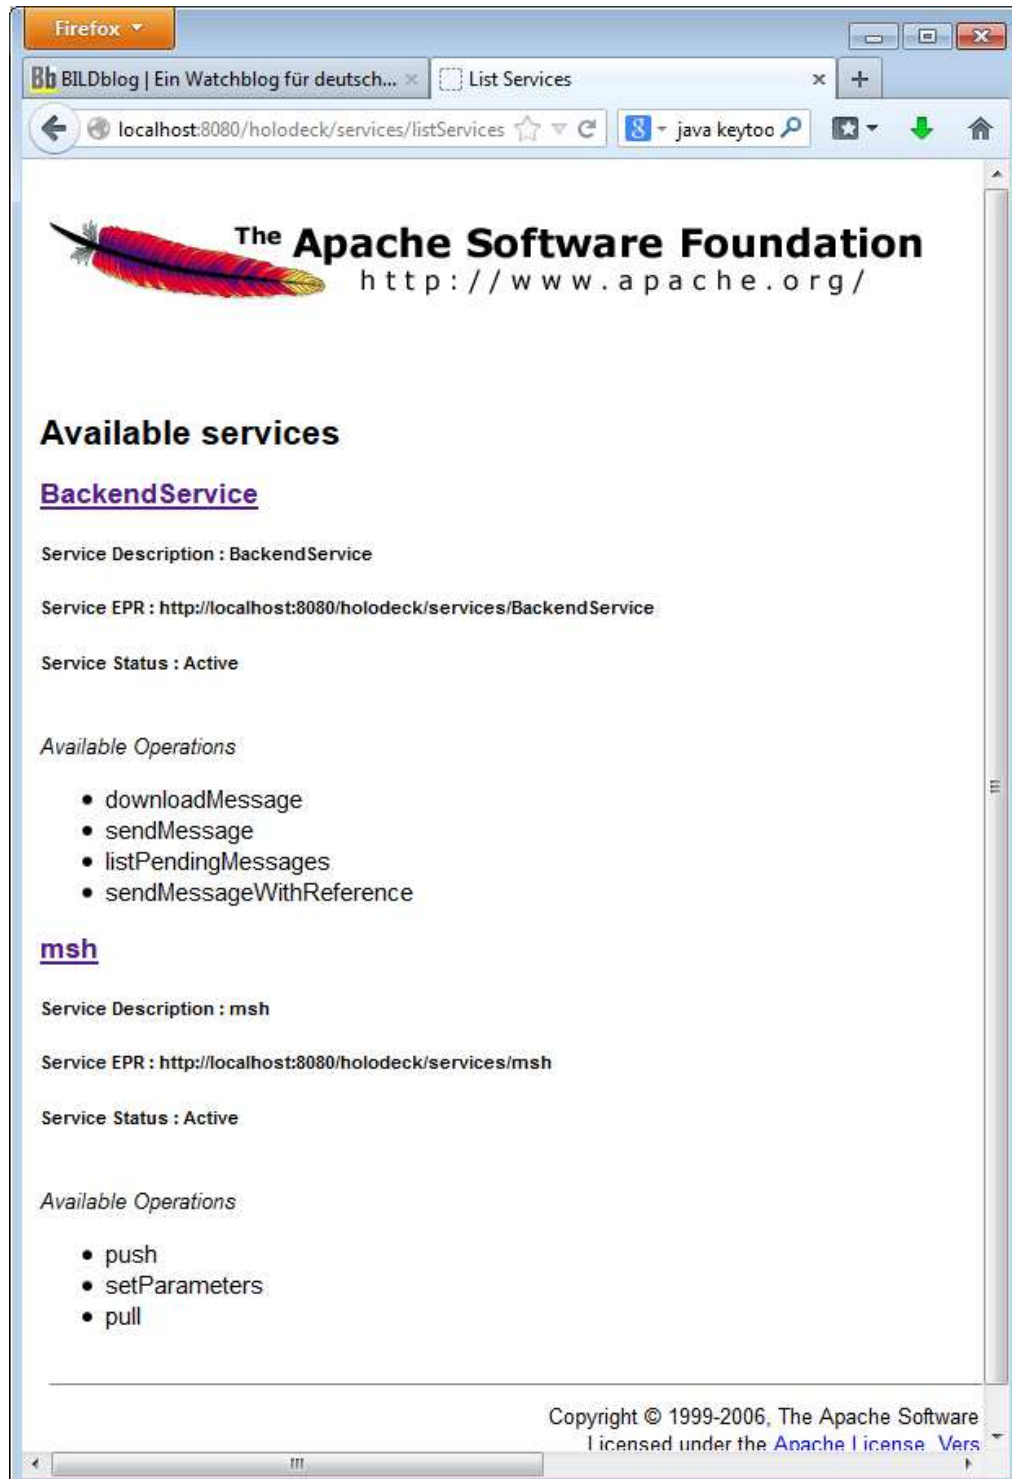 Firefox
Bb BILDblog | Ein Watchblog für deutsch...
List Services
localhost:8080/holodeck/services/listServices
8 java keytoo
The Apache Software Foundation
http://www.apache.org/
Available services
BackendService
Service Description : BackendService
Service EPR : http://localhost:8080/holodeck/services/BackendService
Service Status : Active
Available Operations
downloadMessage
sendMessage
listPendingMessages
sendMessageWithReference
msh
Service Description : msh
Service EPR : http://localhost:8080/holodeck/services/msh
Service Status : Active
Available Operations
push
setParameters
pull
Copyright © 1999-2006, The Apache Software
Licensed under the Apache License, Vers